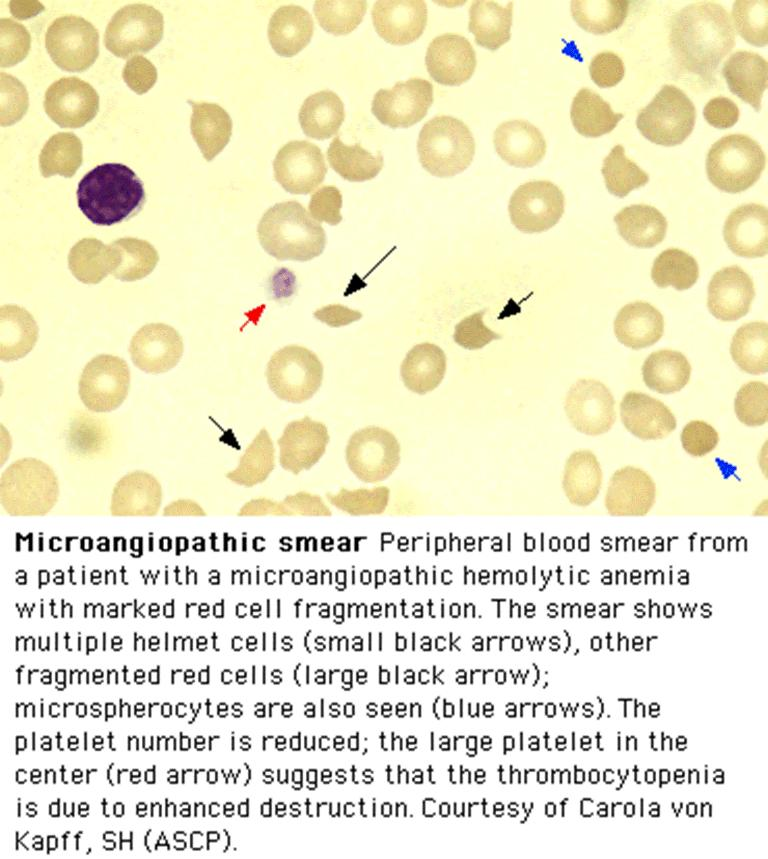 Microangiopathic smear Peripheral blood smear from
a patient with a microangiopathic hemolytic anemia
with marked red cell fragmentation. The smear shows
multiple helmet cells (small black arrows), other
fragmented red cells (large black arrow);
microspherocytes are also seen (blue arrows). The
platelet number is reduced; the large platelet in the
center (red arrow) suggests that the thrombocytopenia
is due to enhanced destruction. Courtesy of Carola von
Kapff, SH (ASCP).